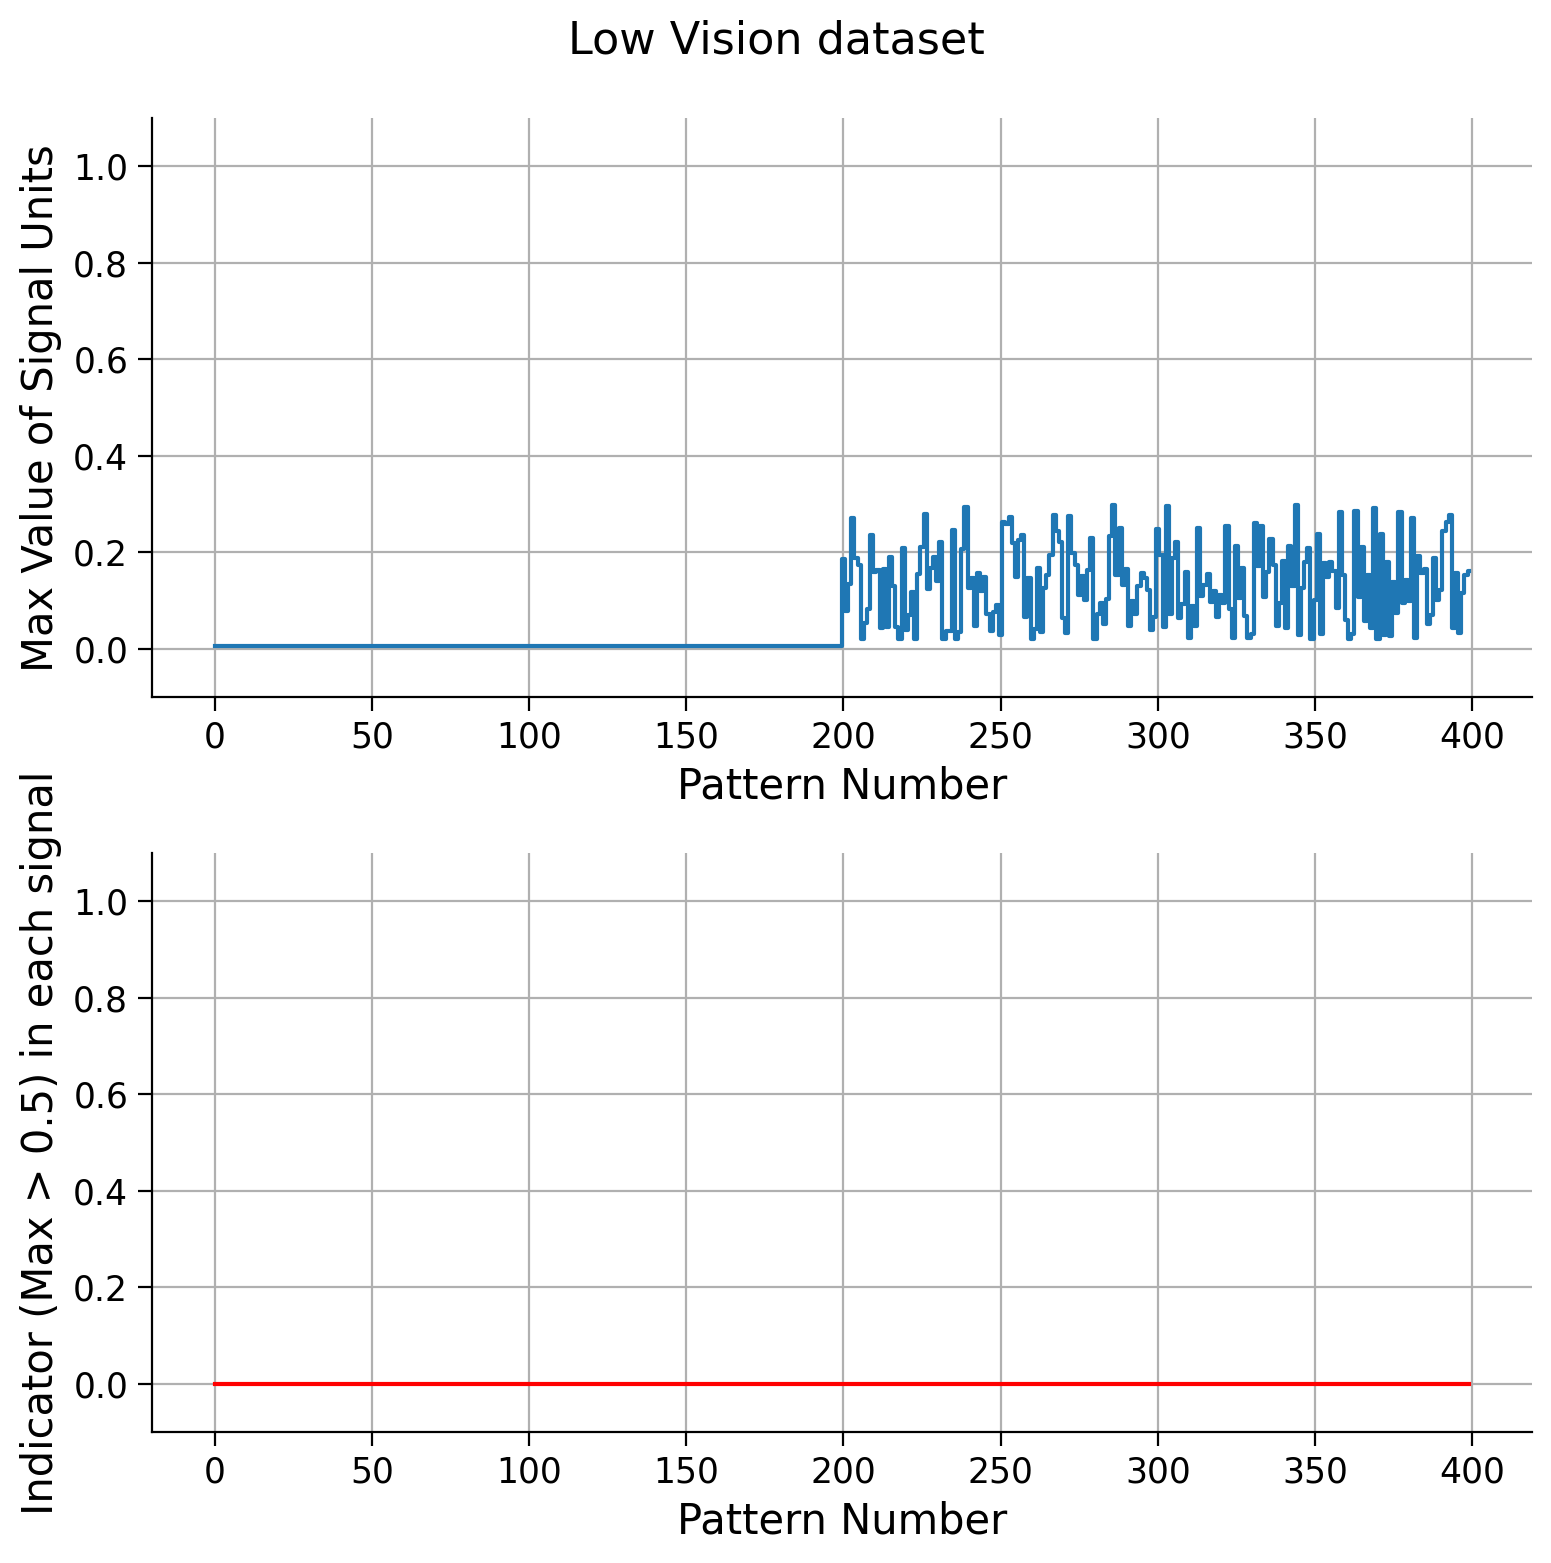 Low Vision dataset
Max Value of Signal Units
1.0
0.8
0.6
0.4
0.2
0.0
0 50 100 150 200 250 300 350 400
Pattern Number
Indicator (Max > 0.5) in each signal
1.0
0.8
0.6
0.4
0.2
0.0
0 50 100 150 200 250 300 350 400
Pattern Number